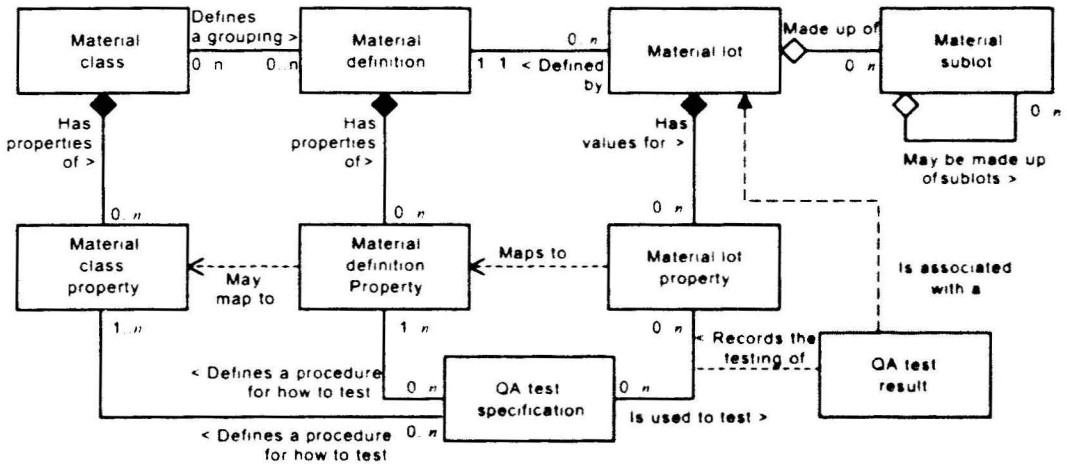 Material
class
Defines
a grouping >
0 n
0..n
Material
definition
0..n
1 1
< Defined
by
Material lot
Made up of
0 n
Material
sublot
0 n
May be made up
of sublots >
Has
properties
of >
Has
properties
of>
Has
values for >
0..n
0 n
0 n
Material
class
property
May
map to
Material
definition
Property
Maps to
Material lot
property
Is associated
with a
1..n
1 n
0 n
< Records the
testing of
QA test
result
< Defines a procedure
for how to test
0 n
QA test
specification
0 n
Is used to test >
0..n
< Defines a procedure
for how to test